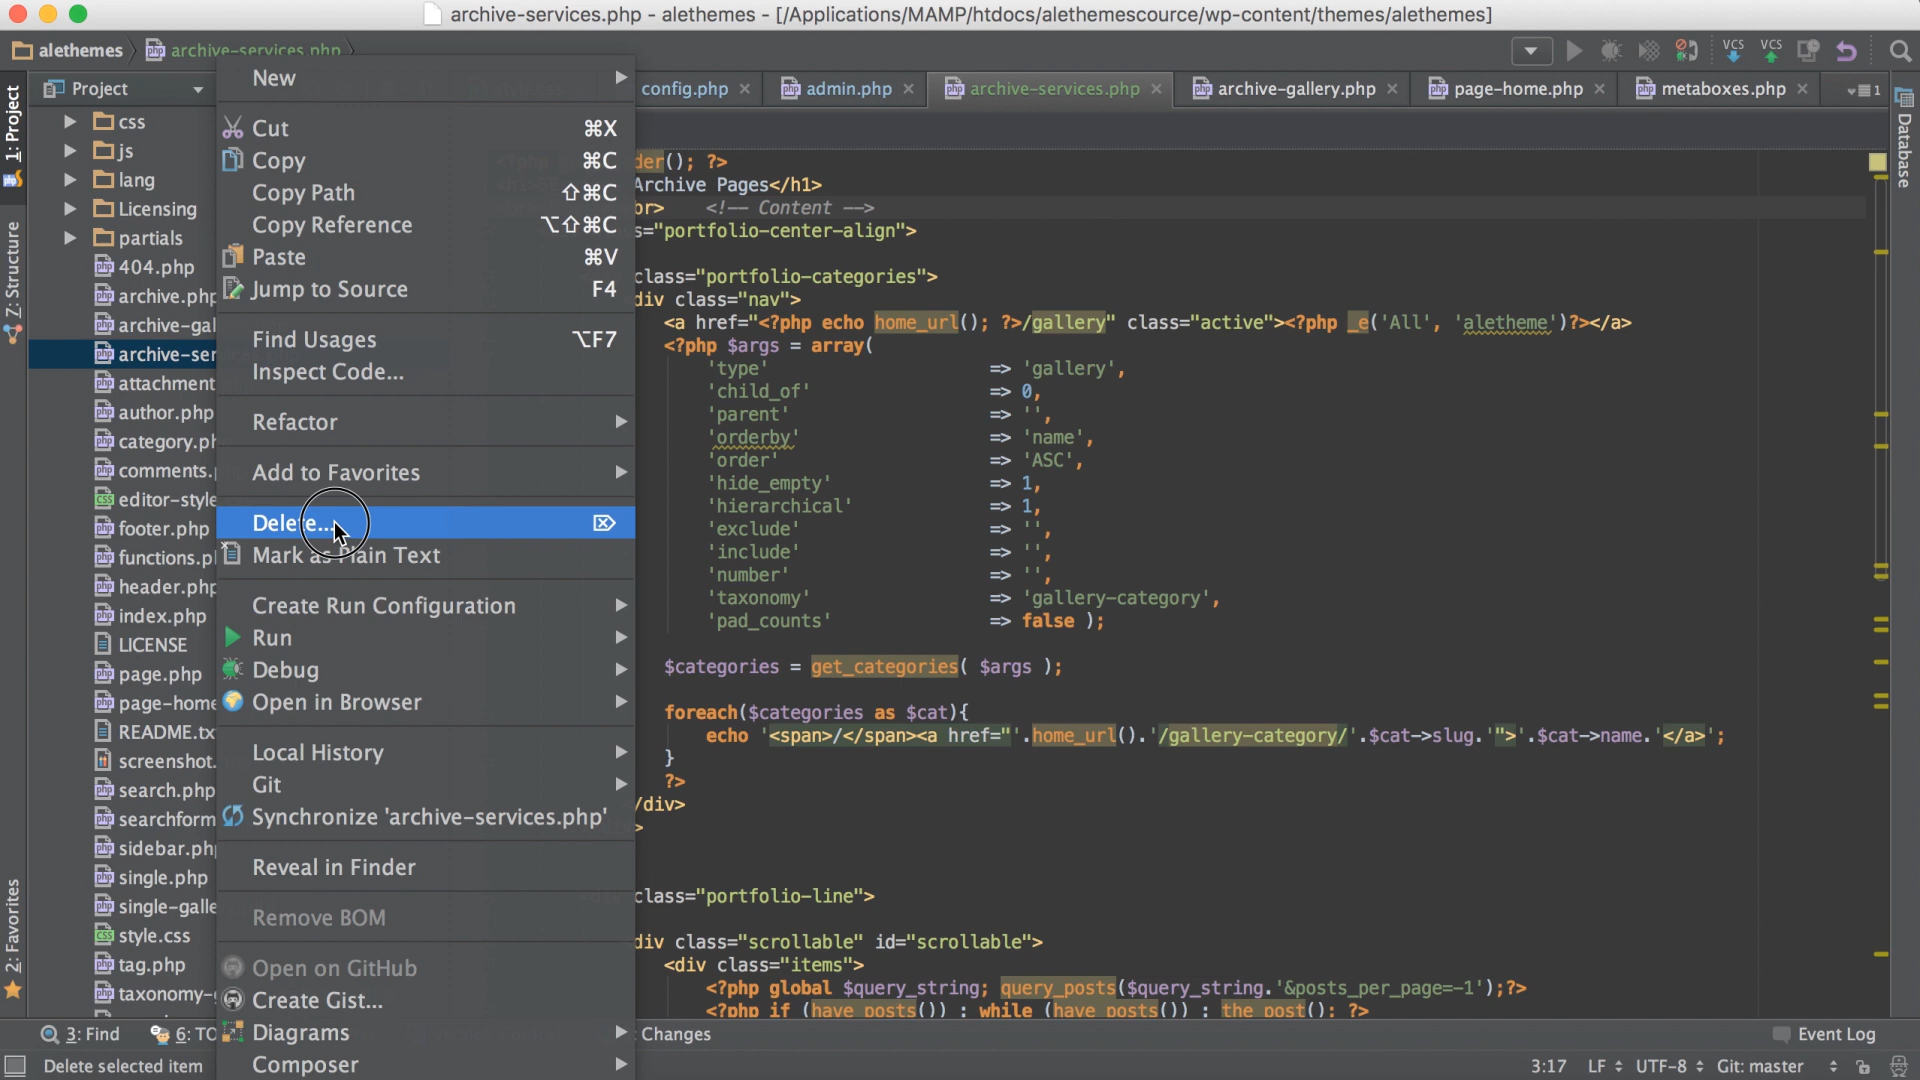 archive-services.php - alethemes - [/Applications/MAMP/htdocs/alethemescource/wp-content/themes/alethemes]
alethemes archive-services.php
VCS VCS
1: Project
Z: Structure
2: Favorites
Project
css
js
lang
Licensing
partials
404.php
archive.php
archive-gal
archive-ser
attachment
author.php
category.ph
comments.
editor-style
footer.php
functions.p
header.php
index.php
LICENSE
page.php
page-home
README.tx
screenshot.
search.php
searchform
sidebar.ph
single.php
single-galle
style.css
tag.php
taxonomy-
New
Cut ⌘X
Copy ⌘C
Copy Path ⇧⌘C
Copy Reference ⌥⇧⌘C
Paste ⌘V
Jump to Source F4
Find Usages ⌥F7
Inspect Code...
Refactor
Add to Favorites
Delete... ⌦
Mark as Plain Text
Create Run Configuration
Run
Debug
Open in Browser
Local History
Git
Synchronize 'archive-services.php'
Reveal in Finder
Remove BOM
Open on GitHub
Create Gist...
Diagrams
Composer
config.php admin.php archive-services.php archive-gallery.php page-home.php metaboxes.php 1
Database
der(); ?>
Archive Pages</h1>
or> <!-- Content -->
s="portfolio-center-align">
class="portfolio-categories">
div class="nav">
<a href="<?php echo home_url(); ?>/gallery" class="active"><?php _e('All', 'aletheme')?></a>
<?php $args = array(
'type' => 'gallery',
'child_of' => 0,
'parent' => '',
'orderby' => 'name',
'order' => 'ASC',
'hide_empty' => 1,
'hierarchical' => 1,
'exclude' => '',
'include' => '',
'number' => '',
'taxonomy' => 'gallery-category',
'pad_counts' => false );
$categories = get_categories( $args );
foreach($categories as $cat){
echo '<span>/</span><a href="'.home_url().'/gallery-category/'.$cat->slug.'">'.$cat->name.'</a>';
}
?>
/div>
>
class="portfolio-line">
div class="scrollable" id="scrollable">
<div class="items">
<?php global $query_string; query_posts($query_string.'&posts_per_page=-1');?>
<?php if (have_posts()) : while (have_posts()) : the_post(); ?>
3: Find 6: TO Changes Event Log
Delete selected item 3:17 LF UTF-8 Git: master